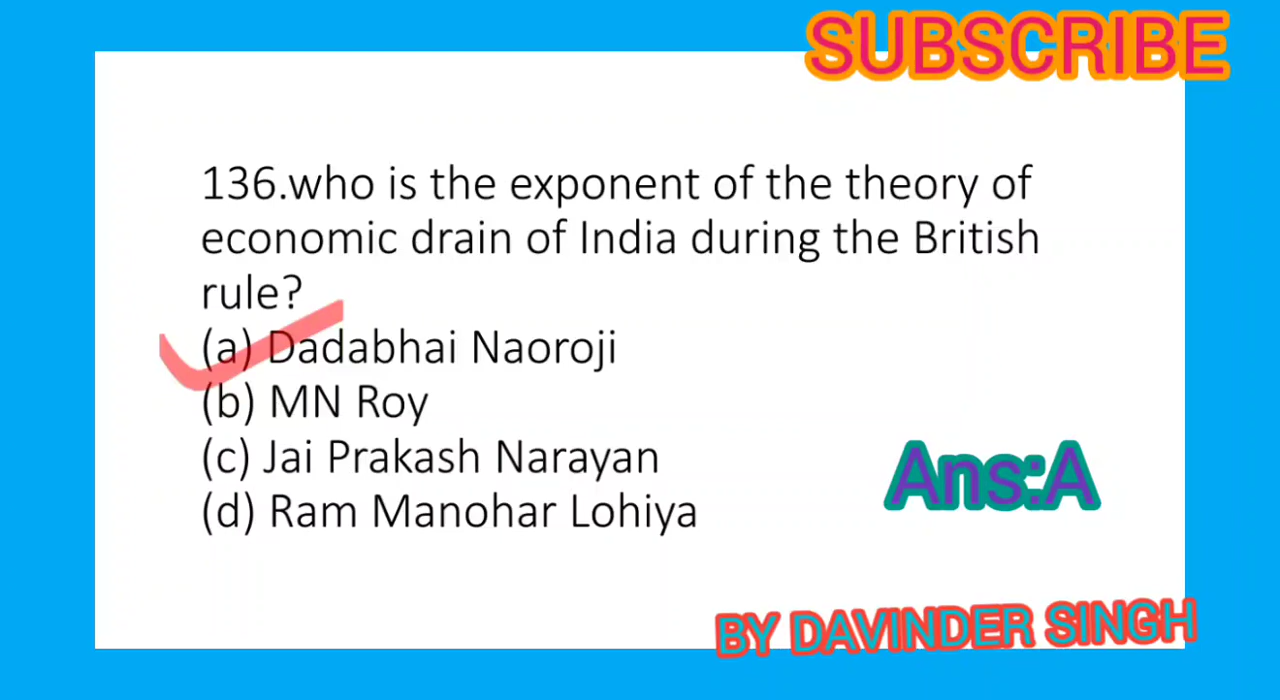 SUBSCRIBE
136.who is the exponent of the theory of
economic drain of India during the British
rule?
(a) Dadabhai Naoroji
(b) MN Roy
(c) Jai Prakash Narayan
(d) Ram Manohar Lohiya
Ans:A
BY DAVINDER SINGH